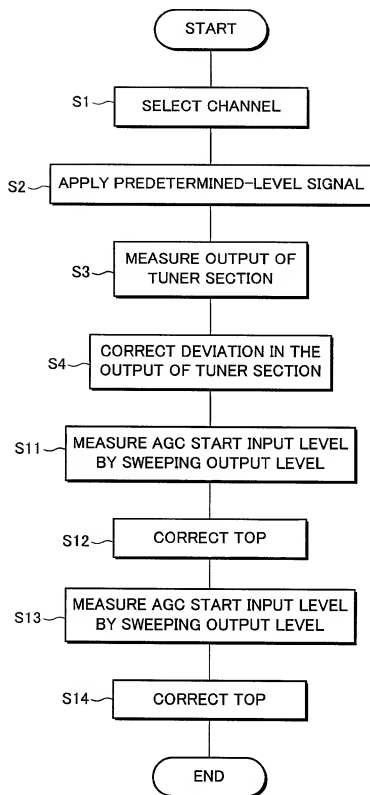 START
S1
SELECT CHANNEL
S2
APPLY PREDETERMINED-LEVEL SIGNAL
S3
MEASURE OUTPUT OF
TUNER SECTION
S4
CORRECT DEVIATION IN THE
OUTPUT OF TUNER SECTION
S11
MEASURE AGC START INPUT LEVEL
BY SWEEPING OUTPUT LEVEL
S12
CORRECT TOP
S13
MEASURE AGC START INPUT LEVEL
BY SWEEPING OUTPUT LEVEL
S14
CORRECT TOP
END